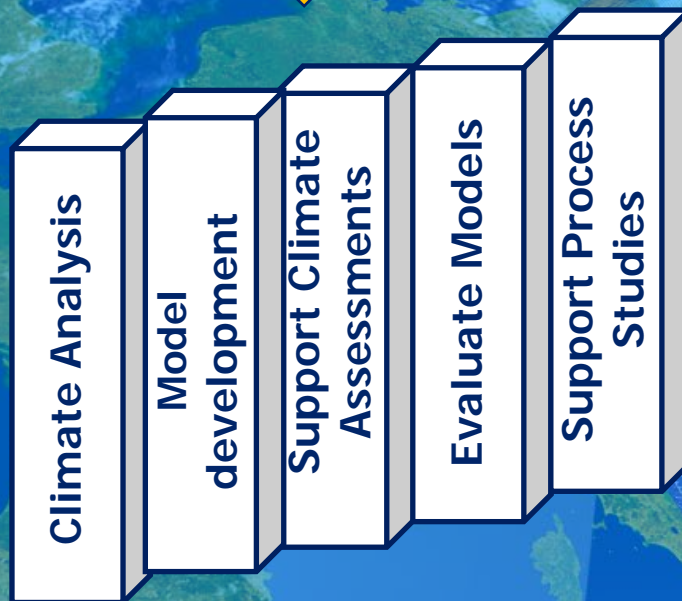 Climate Analysis
Model
development
Support Climate
Assessments
Evaluate Models
Support Process
Studies